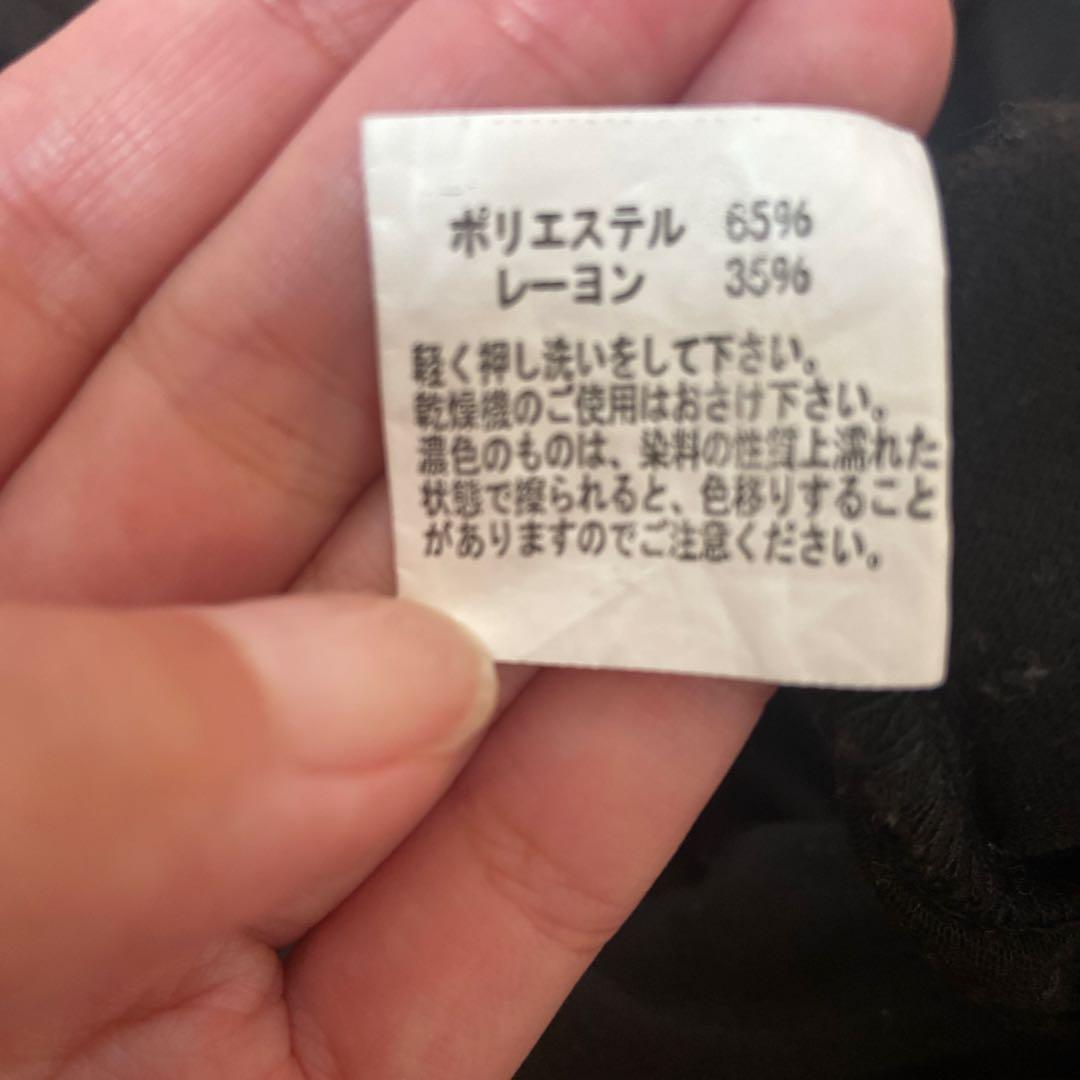 ポリエステル 65%
レーヨン 35%
軽く押し洗いをして下さい。
乾燥機のご使用はおさけ下さい。
濃色のものは、染料の性質上濡れた
状態で擦られると、色移りすること
がありますのでご注意ください。